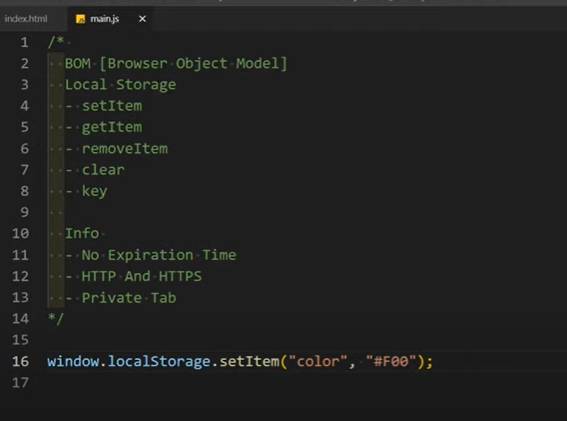 index.html
main.js
1 /*
2 BOM [Browser Object Model]
3 Local Storage
4 - setItem
5 - getItem
6 - removeItem
7 - clear
8 - key
9
10 Info
11 - No Expiration Time
12 - HTTP And HTTPS
13 - Private Tab
14 */
15
16 window.localStorage.setItem("color", "#F00");
17